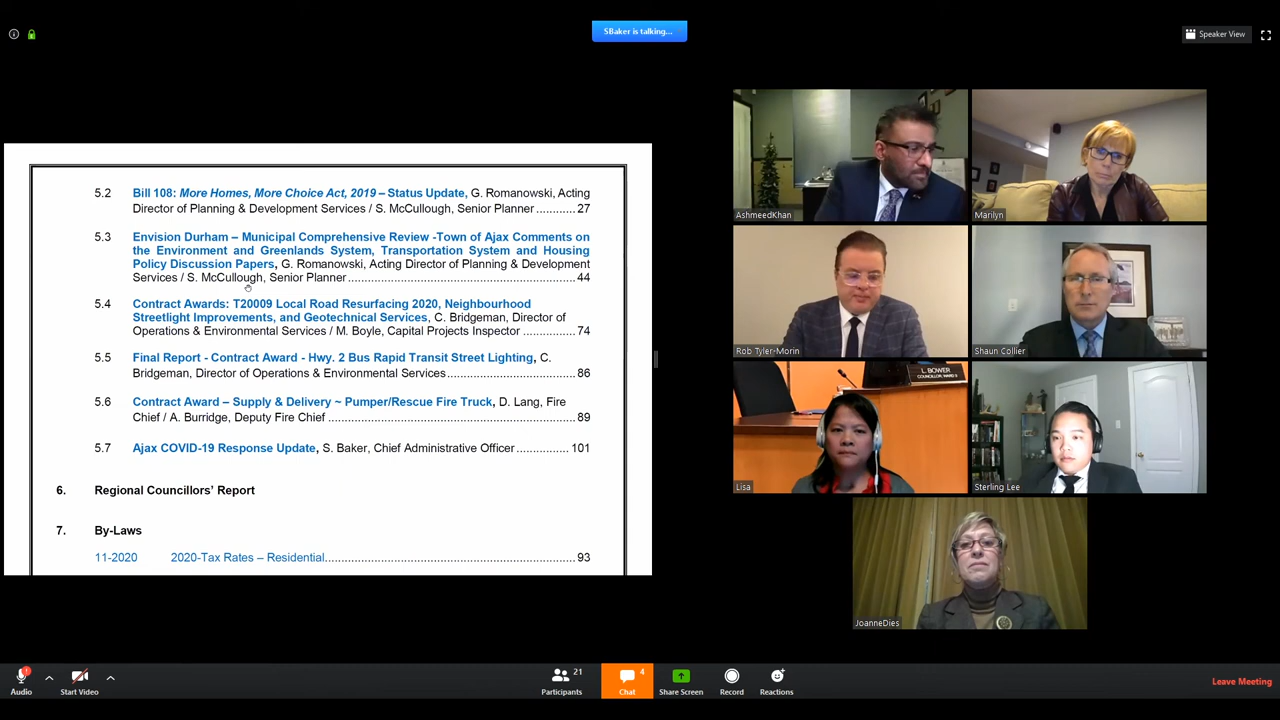 SBaker is talking...
Speaker View
5.2 Bill 108: More Homes, More Choice Act, 2019 – Status Update, G. Romanowski, Acting
Director of Planning & Development Services / S. McCullough, Senior Planner ............ 27
5.3 Envision Durham – Municipal Comprehensive Review -Town of Ajax Comments on
the Environment and Greenlands System, Transportation System and Housing
Policy Discussion Papers, G. Romanowski, Acting Director of Planning & Development
Services / S. McCullough, Senior Planner ........................................................................ 44
5.4 Contract Awards: T20009 Local Road Resurfacing 2020, Neighbourhood
Streetlight Improvements, and Geotechnical Services, C. Bridgeman, Director of
Operations & Environmental Services / M. Boyle, Capital Projects Inspector ................. 74
5.5 Final Report - Contract Award - Hwy. 2 Bus Rapid Transit Street Lighting, C.
Bridgeman, Director of Operations & Environmental Services ........................................ 86
5.6 Contract Award – Supply & Delivery ~ Pumper/Rescue Fire Truck, D. Lang, Fire
Chief / A. Burridge, Deputy Fire Chief .............................................................................. 89
5.7 Ajax COVID-19 Response Update, S. Baker, Chief Administrative Officer ................. 101
6. Regional Councillors' Report
7. By-Laws
11-2020 2020-Tax Rates – Residential ................................................................................ 93
AshmeedKhan
Marilyn
Rob Tyler-Morin
Shaun Collier
L. BOWER
COUNCILLOR, WARD 3
Lisa
Sterling Lee
JoanneDies
Audio
Start Video
Participants 21
Chat 4
Share Screen
Record
Reactions
Leave Meeting